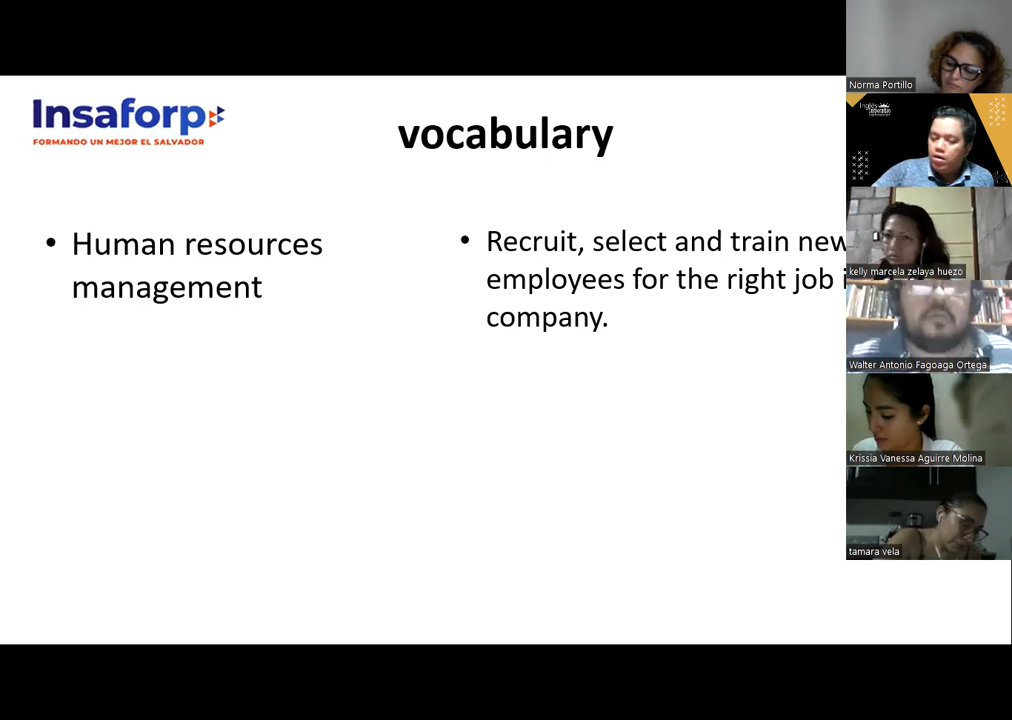 Insaforp
FORMANDO UN MEJOR EL SALVADOR
vocabulary
• Human resources
management
• Recruit, select and train new
employees for the right job
company.
Norma Portillo
Inglés
kelly marcela zelaya huezo
Walter Antonio Fagoaga Ortega
Krissia Vanessa Aguirre Molina
tamara vela